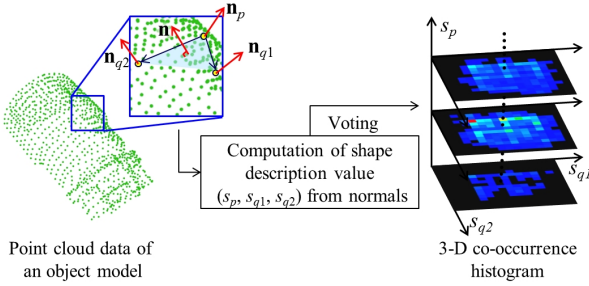 n_p
n
n_q2
n_q1
s_p
Voting
Computation of shape
description value
(s_p, s_q1, s_q2) from normals
s_q1
s_q2
Point cloud data of
an object model
3-D co-occurrence
histogram